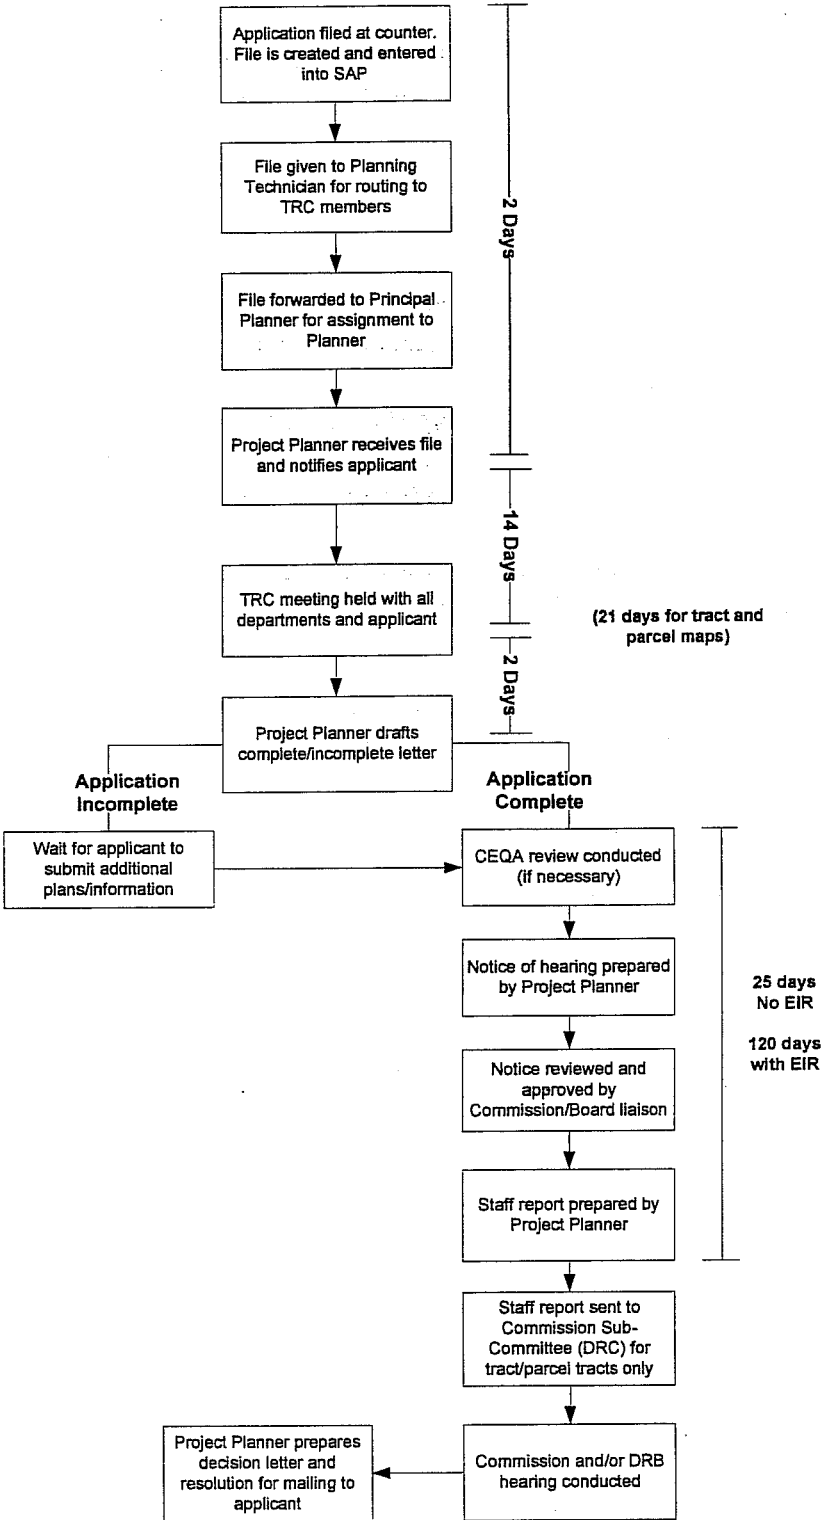 Application filed at counter.
File is created and entered
into SAP
File given to Planning
Technician for routing to
TRC members
2 Days
File forwarded to Principal
Planner for assignment to
Planner
Project Planner receives file
and notifies applicant
14 Days
TRC meeting held with all
departments and applicant
(21 days for tract and
parcel maps)
2 Days
Project Planner drafts
complete/incomplete letter
Application
Incomplete
Application
Complete
Wait for applicant to
submit additional
plans/information
CEQA review conducted
(if necessary)
Notice of hearing prepared
by Project Planner
25 days
No EIR
120 days
with EIR
Notice reviewed and
approved by
Commission/Board liaison
Staff report prepared by
Project Planner
Staff report sent to
Commission Sub-
Committee (DRC) for
tract/parcel tracts only
Commission and/or DRB
hearing conducted
Project Planner prepares
decision letter and
resolution for mailing to
applicant